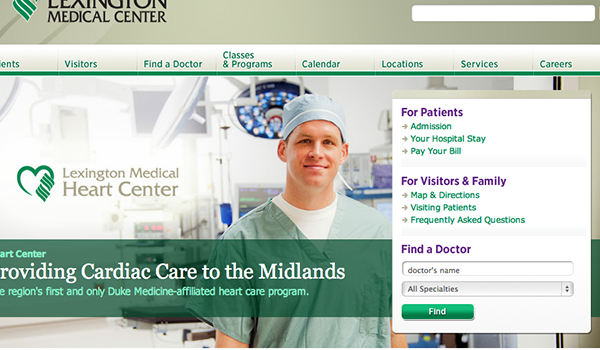 LEXINGTON
MEDICAL CENTER
Visitors
Find a Doctor
Classes
& Programs
Calendar
Locations
Services
Careers
Lexington Medical
Heart Center
Heart Center
Providing Cardiac Care to the Midlands
region's first and only Duke Medicine-affiliated heart care program.
For Patients
Admission
Your Hospital Stay
Pay Your Bill
For Visitors & Family
Map & Directions
Visiting Patients
Frequently Asked Questions
Find a Doctor
doctor's name
All Specialties
Find